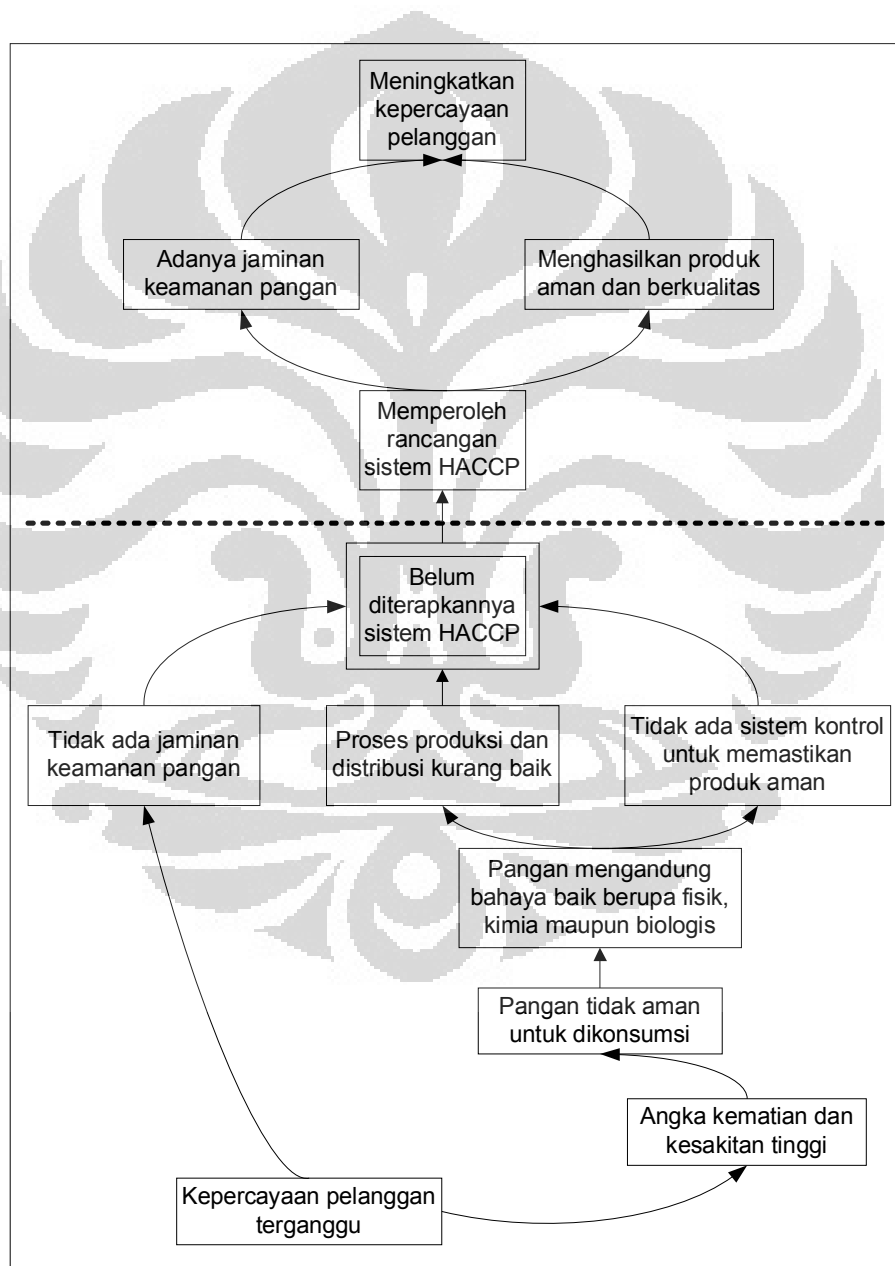 Meningkatkan
kepercayaan
pelanggan
Adanya jaminan
keamanan pangan
Menghasilkan produk
aman dan berkualitas
Memperoleh
rancangan
sistem HACCP
Belum
diterapkannya
sistem HACCP
Tidak ada jaminan
keamanan pangan
Proses produksi dan
distribusi kurang baik
Tidak ada sistem kontrol
untuk memastikan
produk aman
Pangan mengandung
bahaya baik berupa fisik,
kimia maupun biologis
Pangan tidak aman
untuk dikonsumsi
Angka kematian dan
kesakitan tinggi
Kepercayaan pelanggan
terganggu